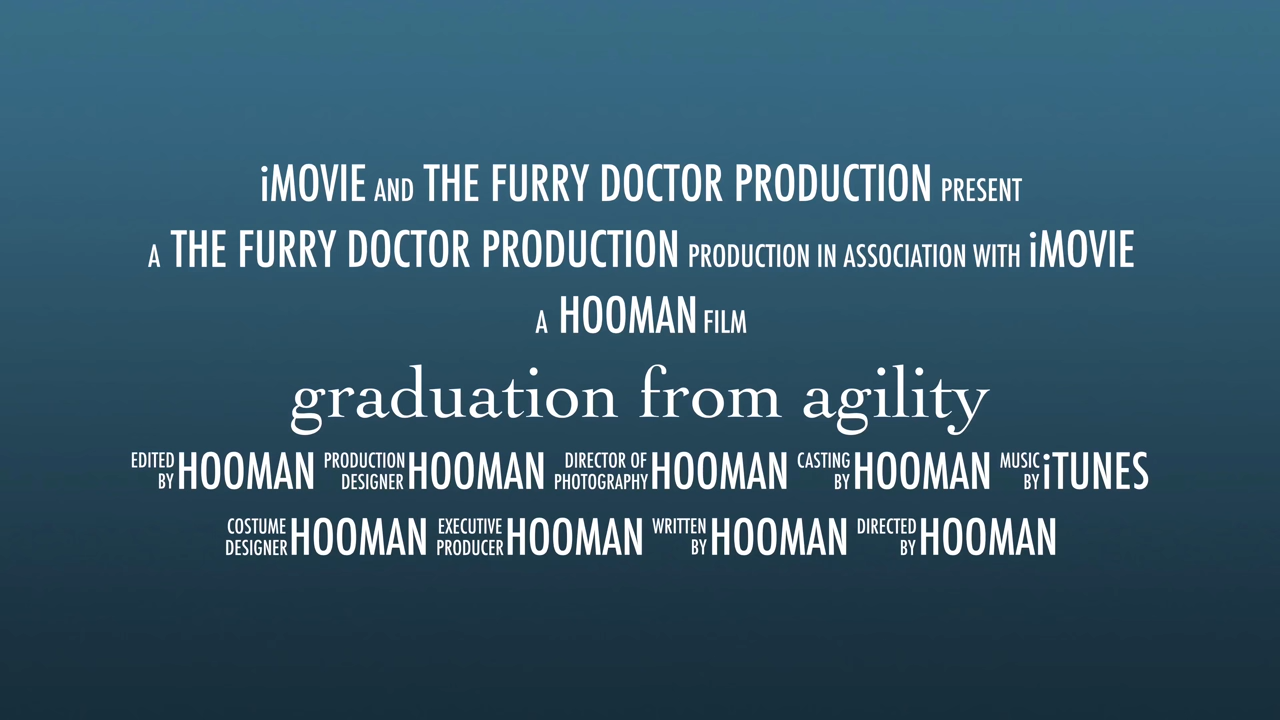 iMOVIE AND THE FURRY DOCTOR PRODUCTION PRESENT
A THE FURRY DOCTOR PRODUCTION PRODUCTION IN ASSOCIATION WITH iMOVIE
A HOOMAN FILM
graduation from agility
EDITED BY HOOMAN PRODUCTION DESIGNER HOOMAN DIRECTOR OF PHOTOGRAPHY HOOMAN CASTING BY HOOMAN MUSIC BY iTUNES
COSTUME DESIGNER HOOMAN EXECUTIVE PRODUCER HOOMAN WRITTEN BY HOOMAN DIRECTED BY HOOMAN